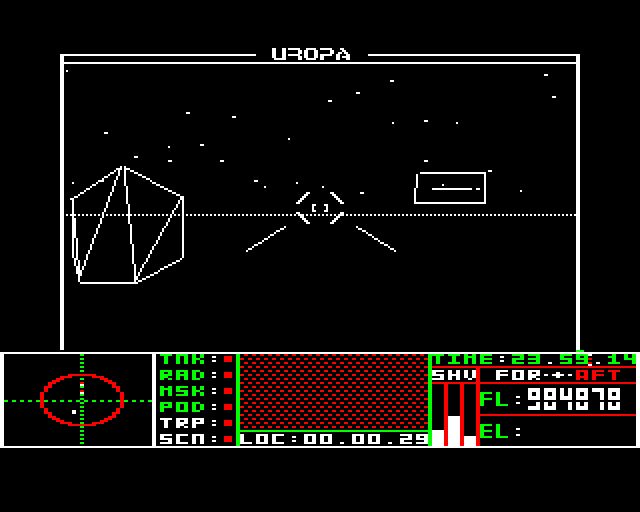 UROPA
TNK:
RAD:
MSK:
POD:
TRP:
SCN:
LOC:00.00.29
TIME:23.59.14
SHV
FOR-+-AFT
FL:
EL: